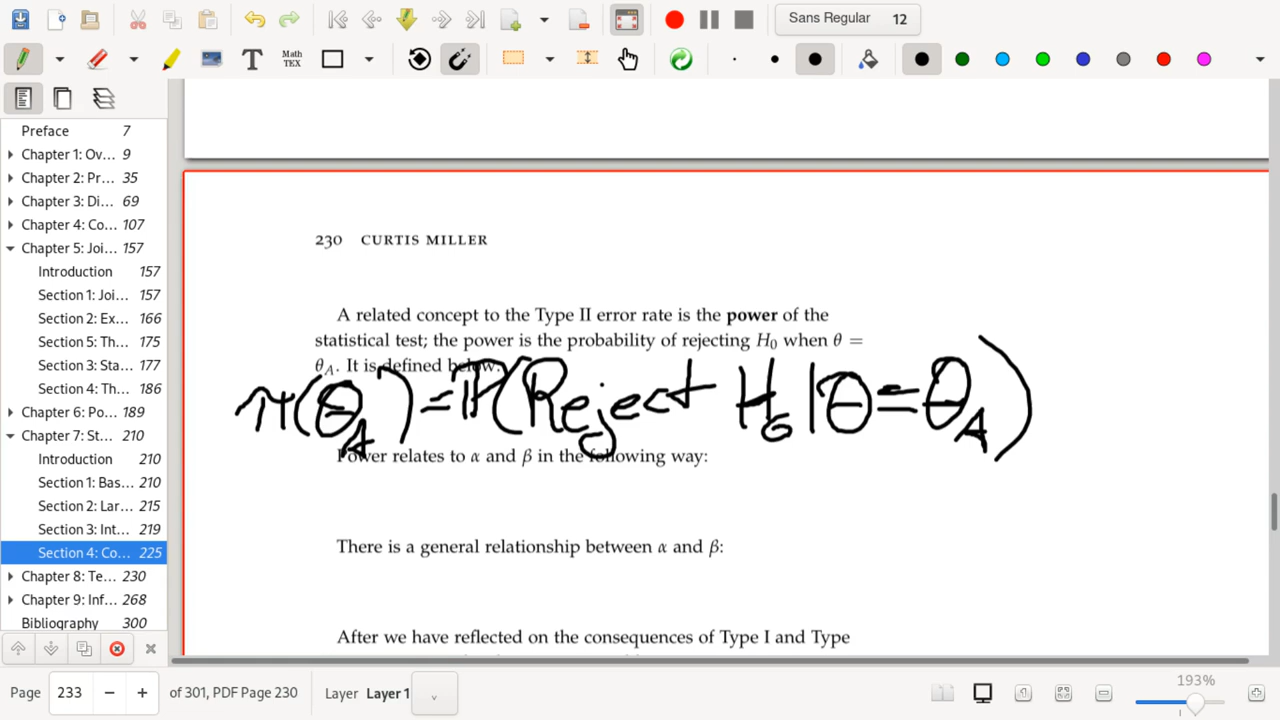 Sans Regular 12
T
Math
TEX
Preface 7
Chapter 1: Ov... 9
Chapter 2: Pr... 35
Chapter 3: Di... 69
Chapter 4: Co... 107
Chapter 5: Joi... 157
Introduction 157
Section 1: Joi... 157
Section 2: Ex... 166
Section 5: Th... 175
Section 3: Sta... 177
Section 4: Th... 186
Chapter 6: Po... 189
Chapter 7: St... 210
Introduction 210
Section 1: Bas... 210
Section 2: Lar... 215
Section 3: Int... 219
Section 4: Co... 225
Chapter 8: Te... 230
Chapter 9: Inf... 268
Bibliography 300
230 CURTIS MILLER
A related concept to the Type II error rate is the power of the
statistical test; the power is the probability of rejecting H₀ when θ =
θ_A. It is defined below:
π(θ_A) = P(Reject H₀ | θ = θ_A)
Power relates to α and β in the following way:
There is a general relationship between α and β:
After we have reflected on the consequences of Type I and Type
Page 233 − + of 301, PDF Page 230 Layer Layer 1
193%